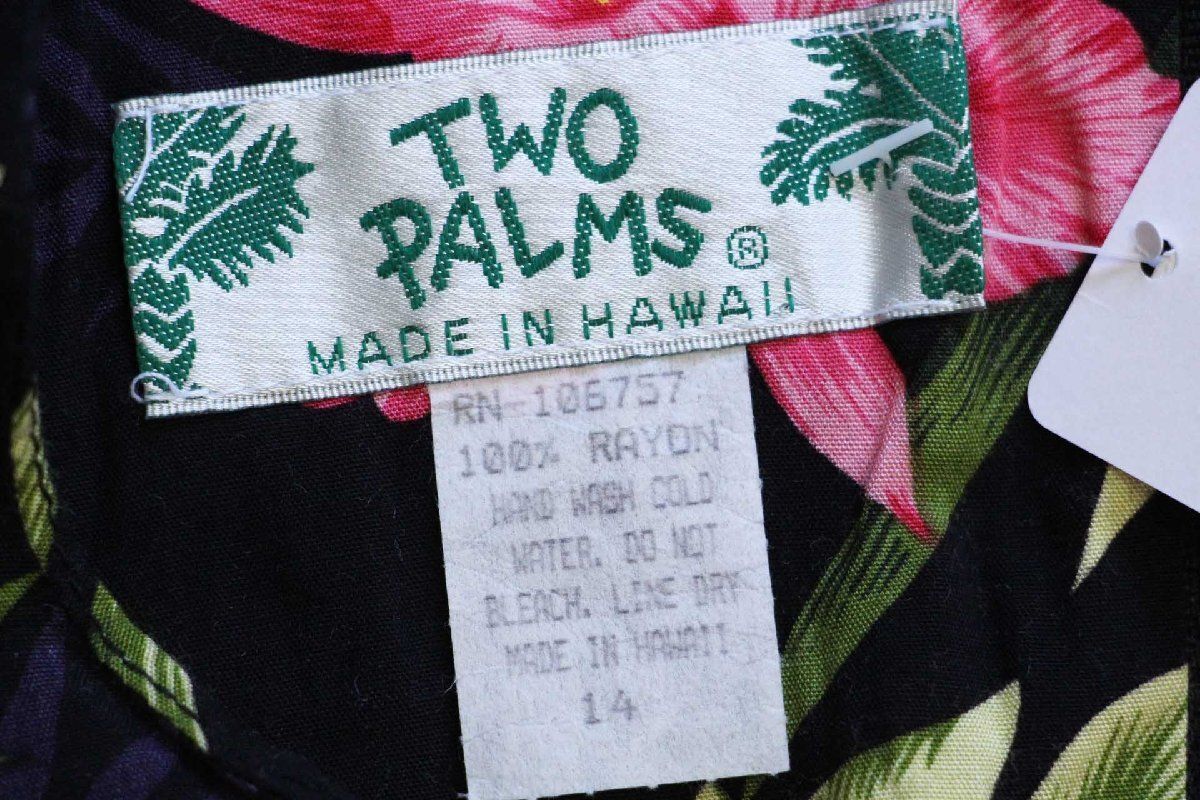 TWO
PALMS®
MADE IN HAWAII
RN-106757
100% RAYON
HAND WASH COLD
WATER. DO NOT
BLEACH. LINE DRY
MADE IN HAWAII
14